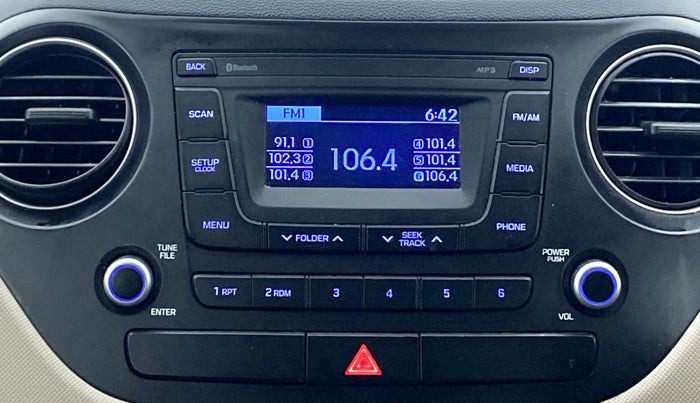 BACK
Bluetooth
MP3
DISP
SCAN
FM1
6:42
FM/AM
91.1 1
102.3 2
101.4 3
106.4
4 101.4
5 101.4
6 106.4
SETUP
CLOCK
MEDIA
MENU
FOLDER
SEEK
TRACK
PHONE
TUNE
FILE
POWER
PUSH
1 RPT
2 RDM
3
4
5
6
ENTER
VOL